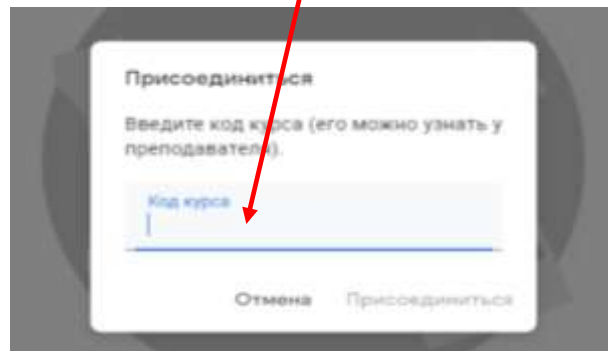 Присоединиться
Введите код курса (его можно узнать у
преподавателя).
Код курса
Отмена Присоединиться